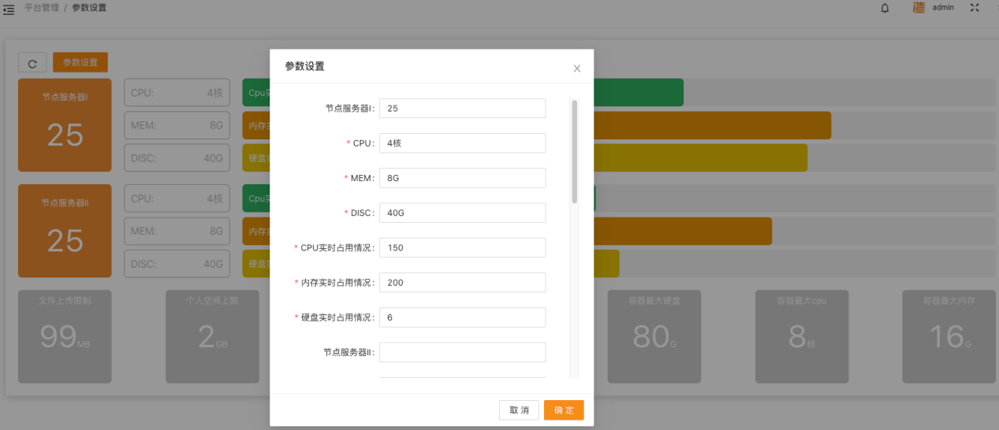 平台管理 / 参数设置
admin
参数设置
节点服务器I
25
CPU: 4核
MEM: 8G
DISC: 40G
Cpu实
内存实
硬盘实
节点服务器II
25
CPU: 4核
MEM: 8G
DISC: 40G
Cpu实
内存实
硬盘实
文件上传限制
99MB
个人空间上限
2GB
容器最大硬盘
80G
容器最大cpu
8核
容器最大内存
16G
参数设置
节点服务器I: 25
* CPU: 4核
* MEM: 8G
* DISC: 40G
* CPU实时占用情况: 150
* 内存实时占用情况: 200
* 硬盘实时占用情况: 6
节点服务器II:
取 消
确 定